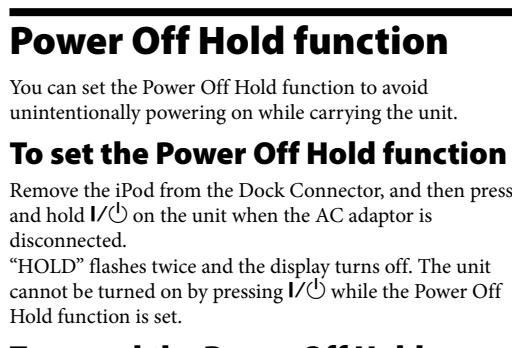 Power Off Hold function
You can set the Power Off Hold function to avoid
unintentionally powering on while carrying the unit.
To set the Power Off Hold function
Remove the iPod from the Dock Connector, and then press
and hold I/⏻ on the unit when the AC adaptor is
disconnected.
“HOLD” flashes twice and the display turns off. The unit
cannot be turned on by pressing I/⏻ while the Power Off
Hold function is set.